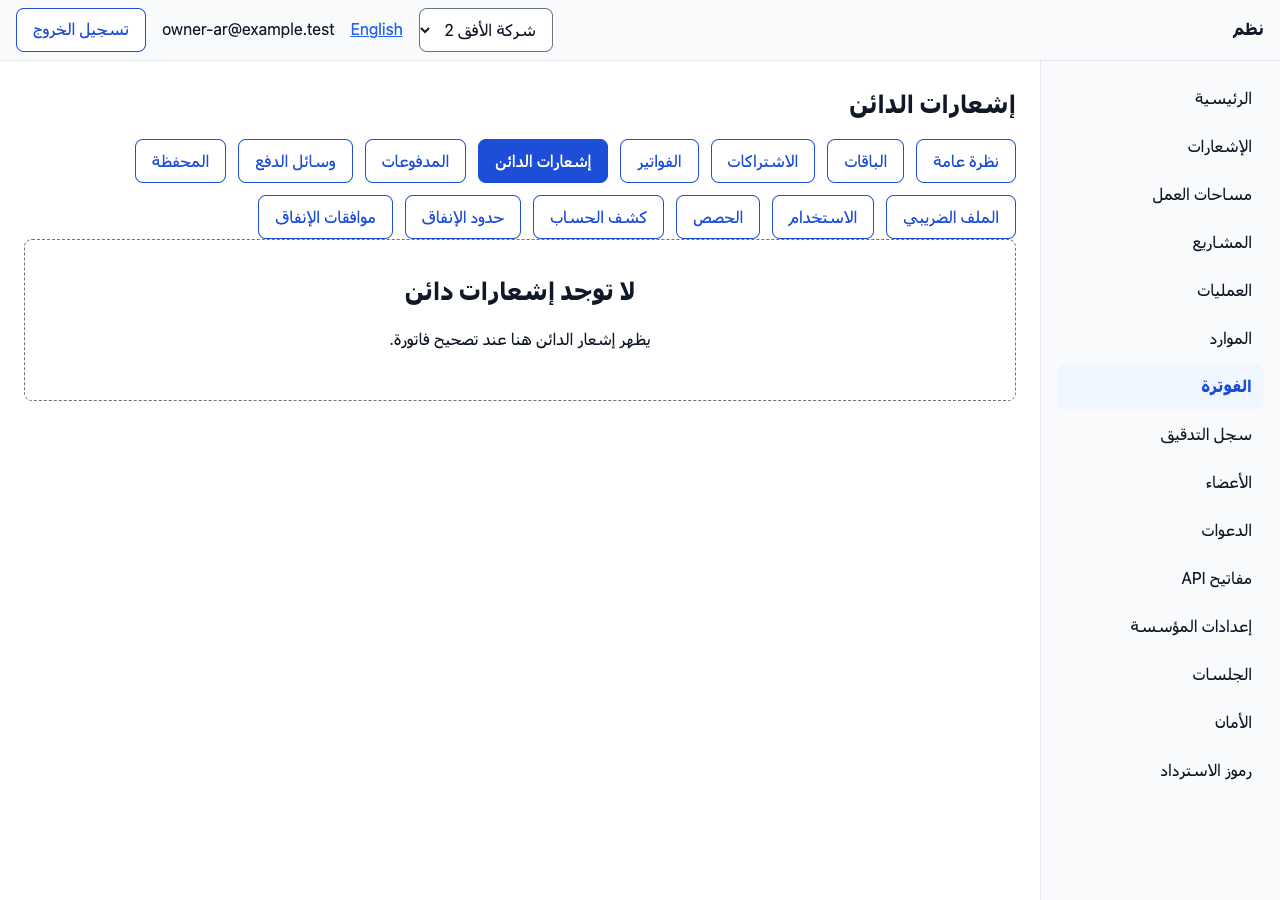 نظم
شركة الأفق 2
English
owner-ar@example.test
تسجيل الخروج
الرئيسية
الإشعارات
مساحات العمل
المشاريع
العمليات
الموارد
الفوترة
سجل التدقيق
الأعضاء
الدعوات
مفاتيح API
إعدادات المؤسسة
الجلسات
الأمان
رموز الاسترداد
إشعارات الدائن
نظرة عامة
الباقات
الاشتراكات
الفواتير
إشعارات الدائن
المدفوعات
وسائل الدفع
المحفظة
الملف الضريبي
الاستخدام
الحصص
كشف الحساب
حدود الإنفاق
موافقات الإنفاق
لا توجد إشعارات دائن
يظهر إشعار الدائن هنا عند تصحيح فاتورة.